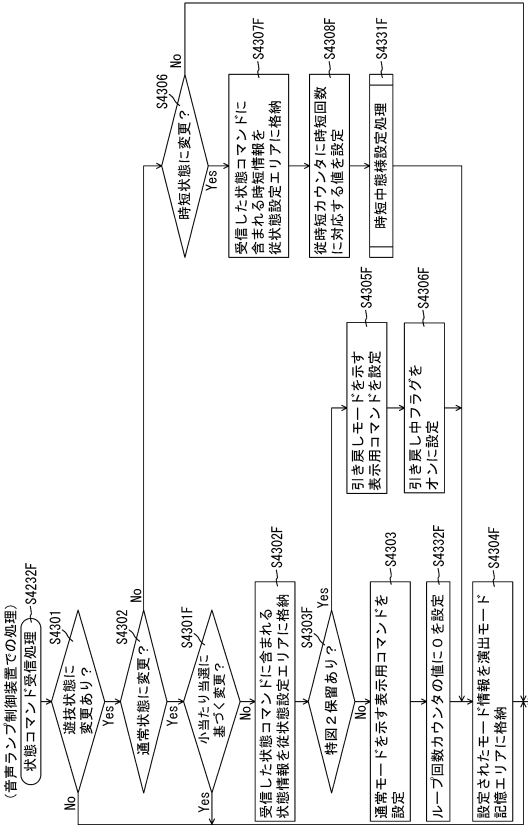 (音声ランプ制御装置での処理)
状態コマンド受信処理
S4232F
遊技状態に
変更あり?
S4301
No
Yes
通常状態に変更?
S4302
No
Yes
小当たり当選に
基づく変更?
S4301F
Yes
No
受信した状態コマンドに含まれる
状態情報を従状態設定エリアに格納
S4302F
特図2保留あり?
S4303F
Yes
No
通常モードを示す表示用コマンドを
設定
S4303
ループ回数カウンタの値に0を設定
S4332F
設定されたモード情報を演出モード
記憶エリアに格納
S4304F
引き戻しモードを示す
表示用コマンドを設定
S4305F
引き戻し中フラグを
オンに設定
S4306F
時短状態に変更?
S4306
No
Yes
受信した状態コマンドに
含まれる時短情報を
従状態設定エリアに格納
S4307F
従時短カウンタに時短回数
に対応する値を設定
S4308F
時短中態様設定処理
S4331F